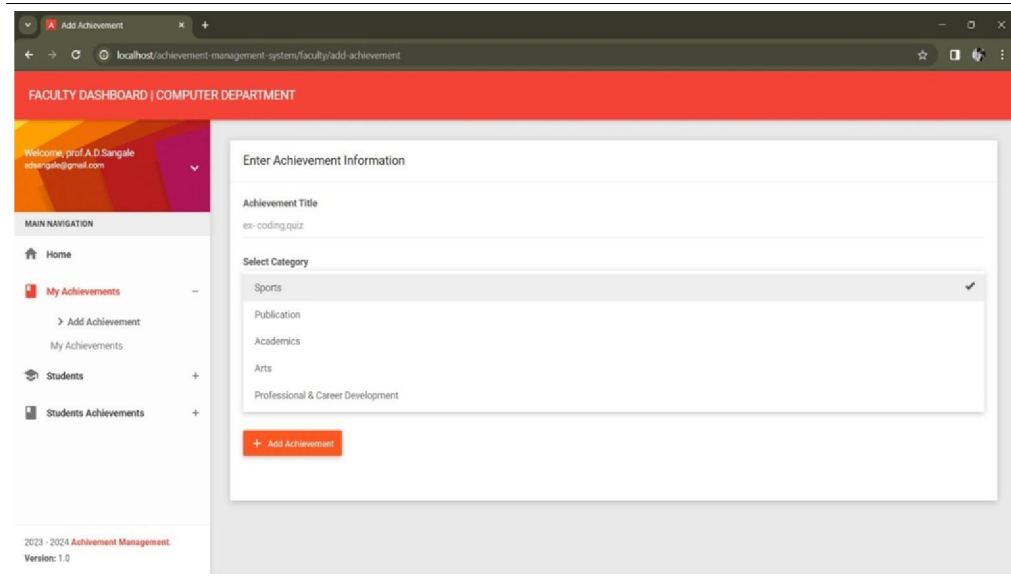 Add Achievement
localhost/achievement-management-system/faculty/add-achievement
FACULTY DASHBOARD | COMPUTER DEPARTMENT
Welcome, prof.A.D.Sangale
adsangale@gmail.com
MAIN NAVIGATION
Home
My Achievements
Add Achievement
My Achievements
Students
Students Achievements
2023 - 2024 Achivement Management.
Version: 1.0
Enter Achievement Information
Achievement Title
ex- coding,quiz
Select Category
Sports
Publication
Academics
Arts
Professional & Career Development
+ Add Achievement